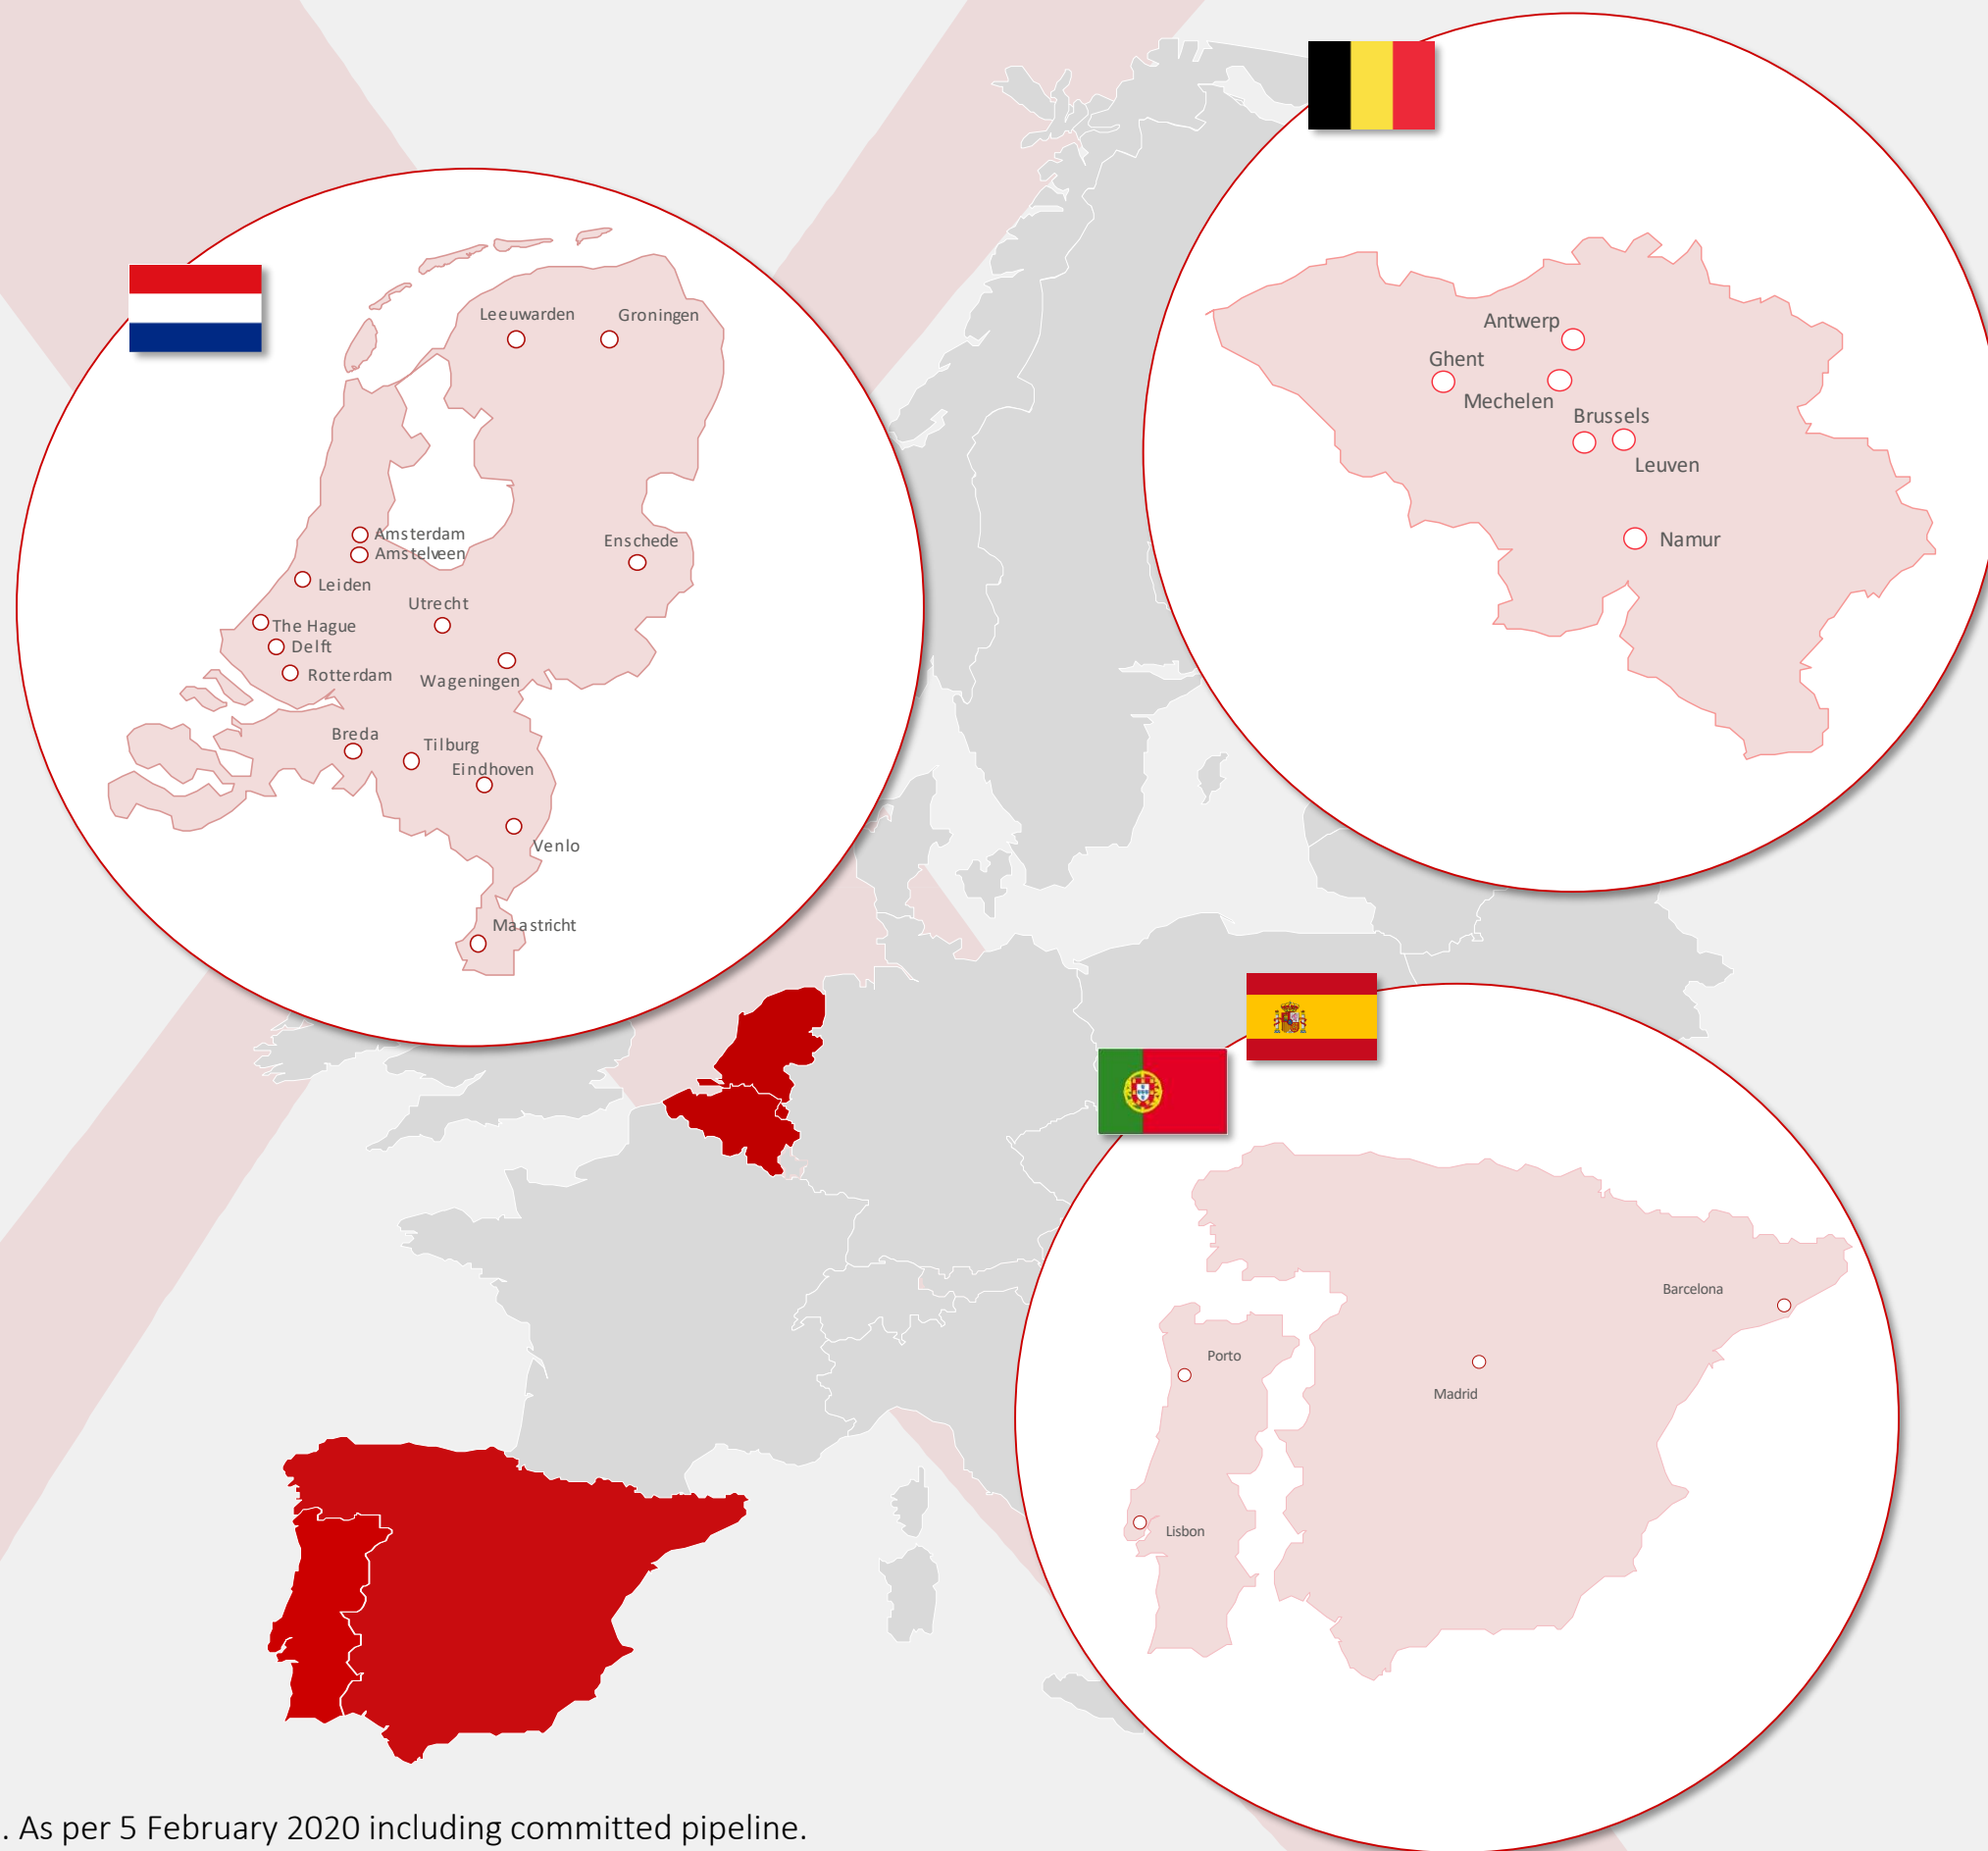 Leeuwarden
Groningen
Amsterdam
Amstelveen
Enschede
Leiden
Utrecht
The Hague
Delft
Rotterdam
Wageningen
Breda
Tilburg
Eindhoven
Venlo
Maastricht
Antwerp
Ghent
Mechelen
Brussels
Leuven
Namur
Barcelona
Porto
Madrid
Lisbon
. As per 5 February 2020 including committed pipeline.